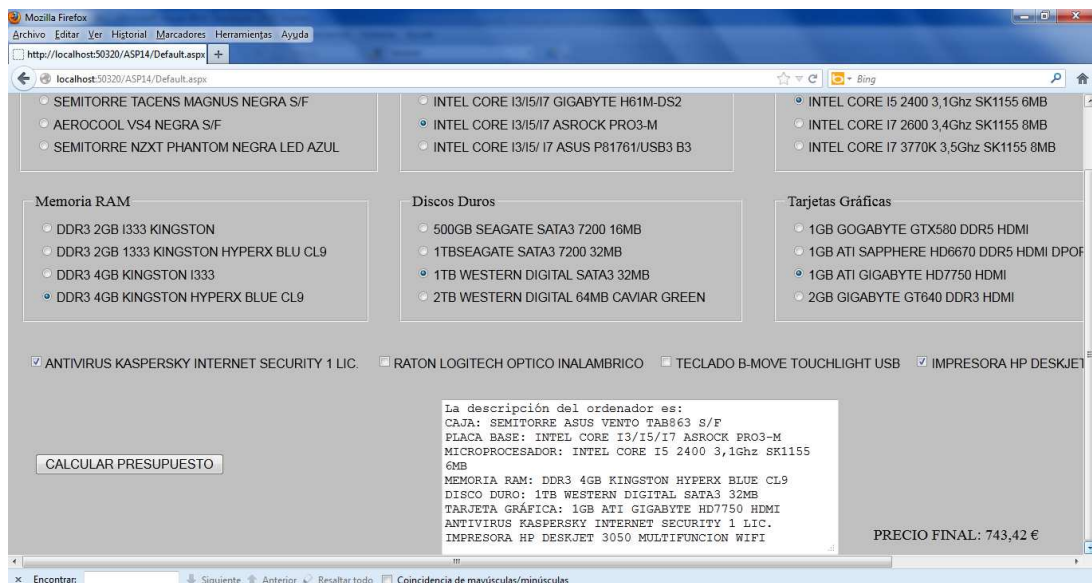 Mozilla Firefox
Archivo Editar Ver Historial Marcadores Herramientas Ayuda
http://localhost:50320/ASP14/Default.aspx +
localhost:50320/ASP14/Default.aspx
Bing
SEMITORRE TACENS MAGNUS NEGRA S/F
AEROCOOL VS4 NEGRA S/F
SEMITORRE NZXT PHANTOM NEGRA LED AZUL
INTEL CORE I3/I5/I7 GIGABYTE H61M-DS2
INTEL CORE I3/I5/I7 ASROCK PRO3-M
INTEL CORE I3/I5/ I7 ASUS P81761/USB3 B3
INTEL CORE I5 2400 3,1Ghz SK1155 6MB
INTEL CORE I7 2600 3,4Ghz SK1155 8MB
INTEL CORE I7 3770K 3,5Ghz SK1155 8MB
Memoria RAM
DDR3 2GB I333 KINGSTON
DDR3 2GB 1333 KINGSTON HYPERX BLU CL9
DDR3 4GB KINGSTON I333
DDR3 4GB KINGSTON HYPERX BLUE CL9
Discos Duros
500GB SEAGATE SATA3 7200 16MB
1TBSEAGATE SATA3 7200 32MB
1TB WESTERN DIGITAL SATA3 32MB
2TB WESTERN DIGITAL 64MB CAVIAR GREEN
Tarjetas Gráficas
1GB GOGABYTE GTX580 DDR5 HDMI
1GB ATI SAPPHERE HD6670 DDR5 HDMI DPOR
1GB ATI GIGABYTE HD7750 HDMI
2GB GIGABYTE GT640 DDR3 HDMI
ANTIVIRUS KASPERSKY INTERNET SECURITY 1 LIC. RATON LOGITECH OPTICO INALAMBRICO TECLADO B-MOVE TOUCHLIGHT USB IMPRESORA HP DESKJET
CALCULAR PRESUPUESTO
La descripción del ordenador es:
CAJA: SEMITORRE ASUS VENTO TAB863 S/F
PLACA BASE: INTEL CORE I3/I5/I7 ASROCK PRO3-M
MICROPROCESADOR: INTEL CORE I5 2400 3,1Ghz SK1155
6MB
MEMORIA RAM: DDR3 4GB KINGSTON HYPERX BLUE CL9
DISCO DURO: 1TB WESTERN DIGITAL SATA3 32MB
TARJETA GRÁFICA: 1GB ATI GIGABYTE HD7750 HDMI
ANTIVIRUS KASPERSKY INTERNET SECURITY 1 LIC.
IMPRESORA HP DESKJET 3050 MULTIFUNCION WIFI
PRECIO FINAL: 743,42 €
Encontrar: Siguiente Anterior Resaltar todo Coincidencia de mayúsculas/minúsculas